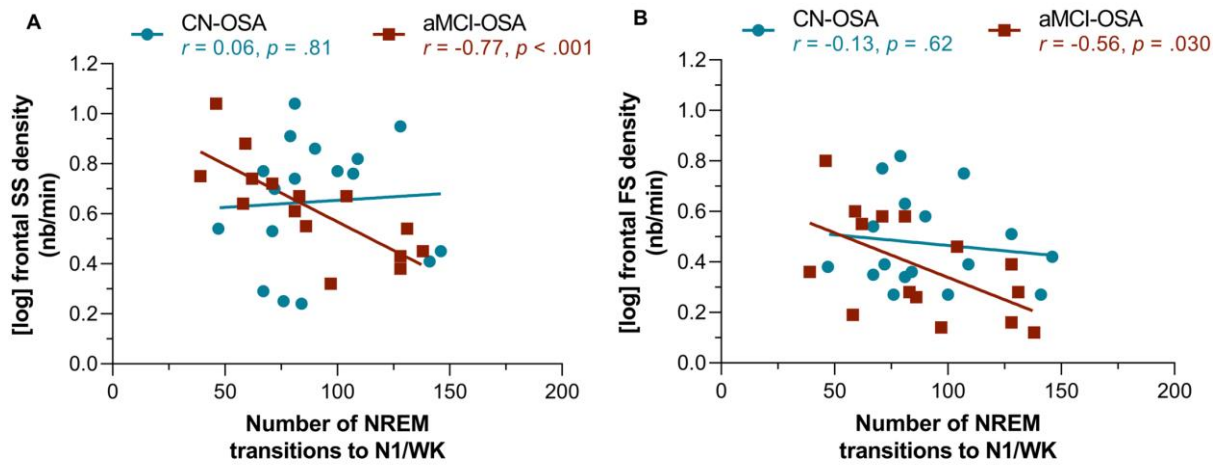 A
CN-OSA
r = 0.06, p = .81
aMCI-OSA
r = -0.77, p < .001
[log] frontal SS density
(nb/min)
1.2
1.0
0.8
0.6
0.4
0.2
0.0
0
50
100
150
200
Number of NREM
transitions to N1/WK
B
CN-OSA
r = -0.13, p = .62
aMCI-OSA
r = -0.56, p = .030
[log] frontal FS density
(nb/min)
1.2
1.0
0.8
0.6
0.4
0.2
0.0
0
50
100
150
200
Number of NREM
transitions to N1/WK